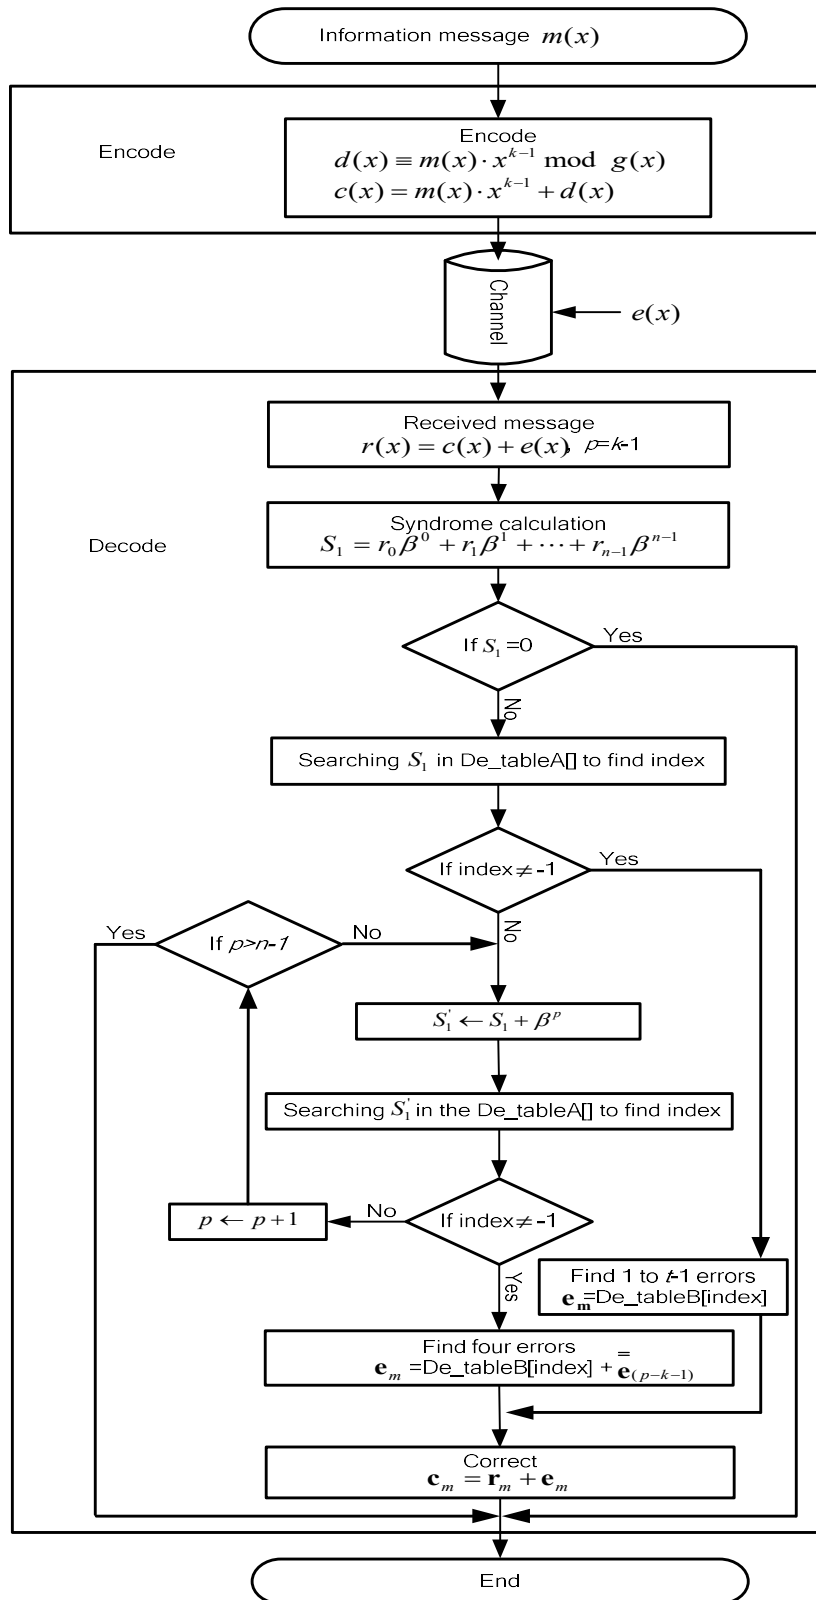 Information message m(x)
Encode
Encode
d(x) ≡ m(x) · x^{k−1} mod g(x)
c(x) = m(x) · x^{k−1} + d(x)
Channel
e(x)
Received message
r(x) = c(x) + e(x), p=k-1
Decode
Syndrome calculation
S_1 = r_0 β^0 + r_1 β^1 + ⋯ + r_{n−1} β^{n−1}
If S_1 =0
Yes
No
Searching S_1 in De_tableA[] to find index
If index≠-1
Yes
No
Yes
If p>n-1
No
S_1^' ← S_1 + β^p
Searching S_1^' in the De_tableA[] to find index
If index≠-1
No
p ← p + 1
Yes
Find 1 to t-1 errors
e_m =De_tableB[index]
Find four errors
e_m =De_tableB[index] + e̿_{(p−k−1)}
Correct
c_m = r_m + e_m
End